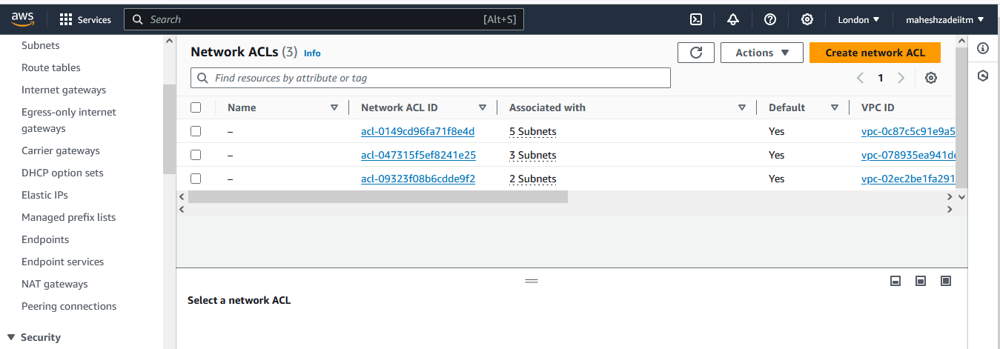 aws Services Search [Alt+S] London maheshzadeiitm
Subnets
Route tables
Internet gateways
Egress-only internet
gateways
Carrier gateways
DHCP option sets
Elastic IPs
Managed prefix lists
Endpoints
Endpoint services
NAT gateways
Peering connections
Security
Network ACLs (3) Info Actions Create network ACL
Find resources by attribute or tag 1
Name Network ACL ID Associated with Default VPC ID
– acl-0149cd96fa71f8e4d 5 Subnets Yes vpc-0c87c5c91e9a5
– acl-047315f5ef8241e25 3 Subnets Yes vpc-078935ea941dc
– acl-09323f08b6cdde9f2 2 Subnets Yes vpc-02ec2be1fa291
Select a network ACL